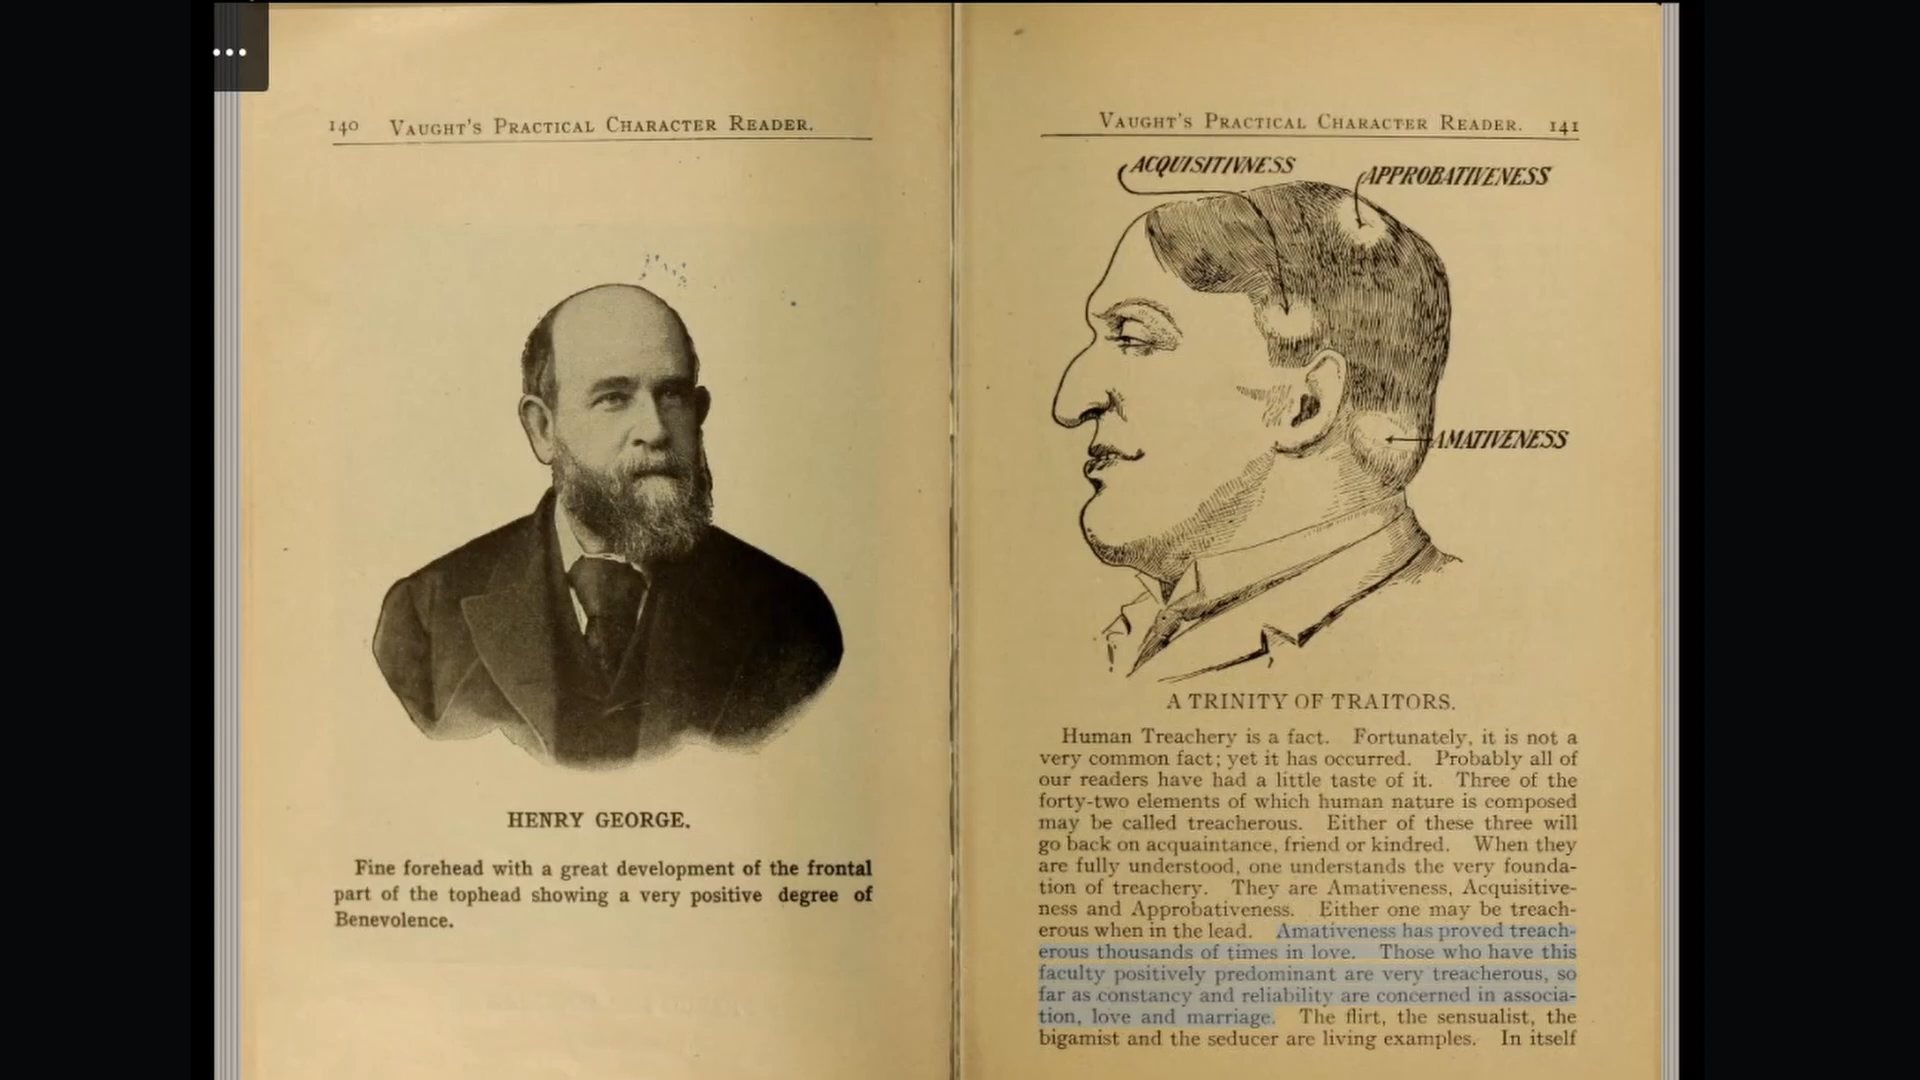 140 VAUGHT'S PRACTICAL CHARACTER READER.
HENRY GEORGE.
Fine forehead with a great development of the frontal
part of the tophead showing a very positive degree of
Benevolence.
VAUGHT'S PRACTICAL CHARACTER READER. 141
ACQUISITIVNESS
APPROBATIVENESS
AMATIVENESS
A TRINITY OF TRAITORS.
Human Treachery is a fact. Fortunately, it is not a
very common fact; yet it has occurred. Probably all of
our readers have had a little taste of it. Three of the
forty-two elements of which human nature is composed
may be called treacherous. Either of these three will
go back on acquaintance, friend or kindred. When they
are fully understood, one understands the very founda-
tion of treachery. They are Amativeness, Acquisitive-
ness and Approbativeness. Either one may be treach-
erous when in the lead. Amativeness has proved treach-
erous thousands of times in love. Those who have this
faculty positively predominant are very treacherous, so
far as constancy and reliability are concerned in associa-
tion, love and marriage. The flirt, the sensualist, the
bigamist and the seducer are living examples. In itself